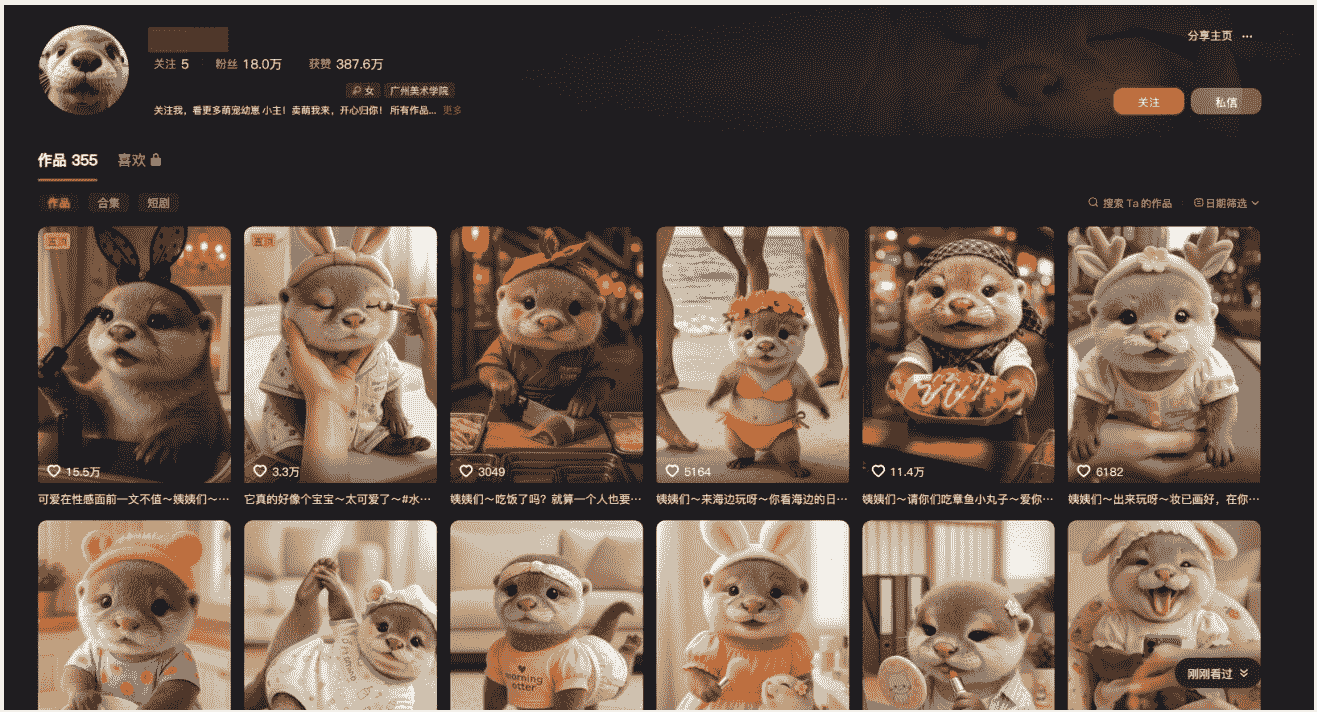 分享主页 ···
关注 5 粉丝 18.0万 获赞 387.6万
女 广州美术学院
关注我，看更多萌宠幼崽 小主！卖萌我来，开心归你！ 所有作品... 更多
关注 私信
作品 355 喜欢
作品 合集 短剧
搜索 Ta 的作品 日期筛选
置顶
置顶
15.5万
3.3万
3049
5164
11.4万
6182
可爱在性感面前一文不值～姨姨们～···
它真的好像个宝宝～太可爱了～#水···
姨姨们～吃饭了吗？就算一个人也要···
姨姨们～来海边玩呀～你看海边的日···
姨姨们～请你们吃章鱼小丸子～爱你···
姨姨们～出来玩呀～妆已画好，在你···
morning
otter
刚刚看过